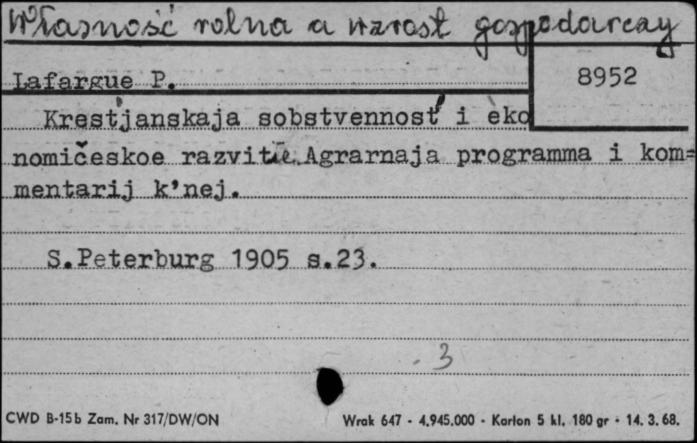 Własność rolna a wzrost gospodarczy
Lafargue P.
8952
Krest'janskaja sobstvennost' i eko
nomičeskoe razvitie.Agrarnaja programma i kom=
mentarij k'nej.
S.Peterburg 1905 s.23.
3
CWD B-15b Zam. Nr 317/DW/ON
Wrak 647 - 4.945.000 - Karton 5 kl. 180 gr - 14. 3. 68.